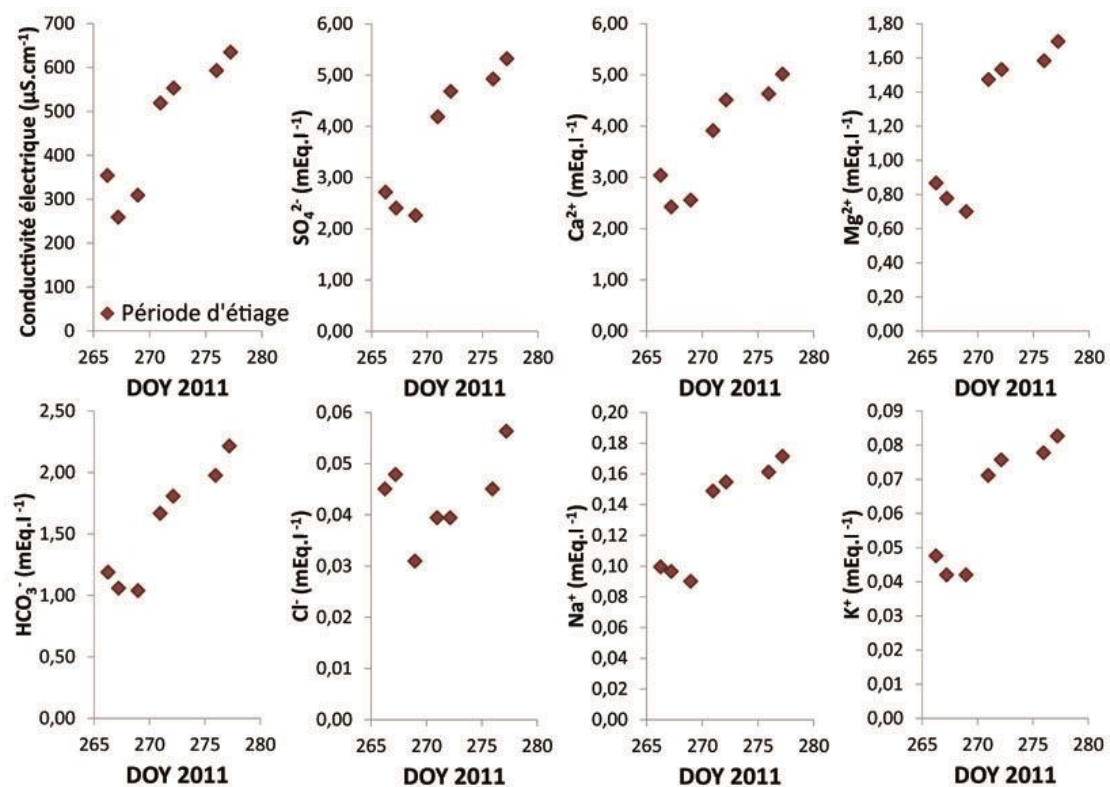 700
600
500
400
300
200
100
0
Conductivité électrique (µS.cm⁻¹)
Période d'étiage
265 270 275 280
DOY 2011
6,00
5,00
4,00
3,00
2,00
1,00
0,00
SO₄²⁻ (mEq.l⁻¹)
265 270 275 280
DOY 2011
6,00
5,00
4,00
3,00
2,00
1,00
0,00
Ca²⁺ (mEq.l⁻¹)
265 270 275 280
DOY 2011
1,80
1,60
1,40
1,20
1,00
0,80
0,60
0,40
0,20
0,00
Mg²⁺ (mEq.l⁻¹)
265 270 275 280
DOY 2011
2,50
2,00
1,50
1,00
0,50
0,00
HCO₃⁻ (mEq.l⁻¹)
265 270 275 280
DOY 2011
0,06
0,05
0,04
0,03
0,02
0,01
0,00
Cl⁻ (mEq.l⁻¹)
265 270 275 280
DOY 2011
0,20
0,18
0,16
0,14
0,12
0,10
0,08
0,06
0,04
0,02
0,00
Na⁺ (mEq.l⁻¹)
265 270 275 280
DOY 2011
0,09
0,08
0,07
0,06
0,05
0,04
0,03
0,02
0,01
0,00
K⁺ (mEq.l⁻¹)
265 270 275 280
DOY 2011